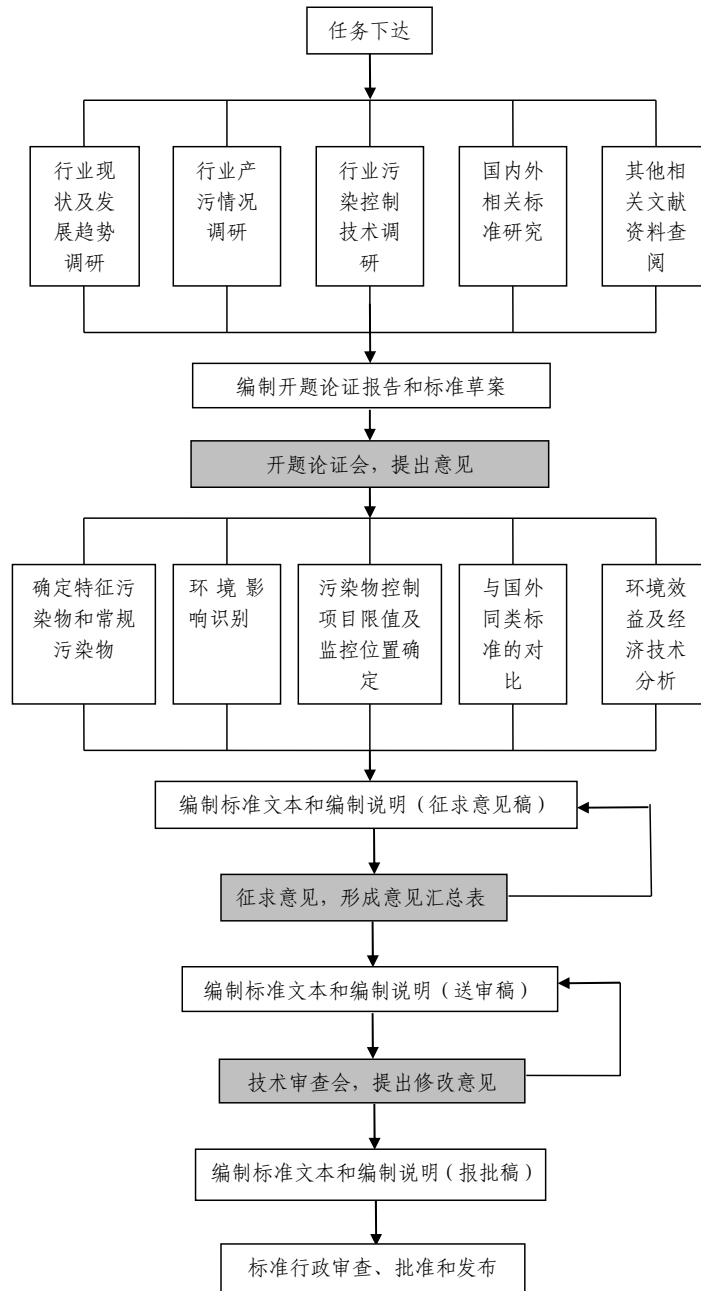 任务下达
行业现
状及发
展趋势
调研
行业产
污情况
调研
行业污
染控制
技术调
研
国内外
相关标
准研究
其他相
关文献
资料查
阅
编制开题论证报告和标准草案
开题论证会，提出意见
确定特征污
染物和常规
污染物
环境影
响识别
污染物控制
项目限值及
监控位置确
定
与国外
同类标
准的对
比
环境效
益及经
济技术
分析
编制标准文本和编制说明（征求意见稿）
征求意见，形成意见汇总表
编制标准文本和编制说明（送审稿）
技术审查会，提出修改意见
编制标准文本和编制说明（报批稿）
标准行政审查、批准和发布